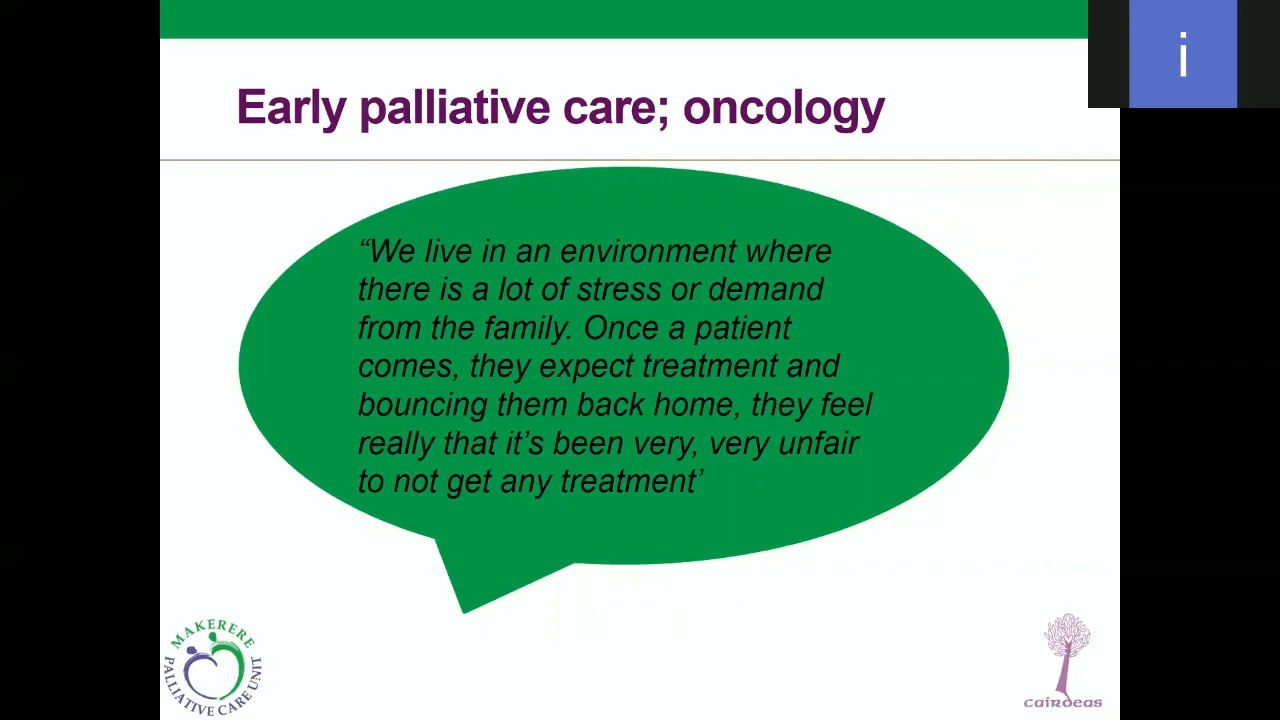 i
Early palliative care; oncology
“We live in an environment where
there is a lot of stress or demand
from the family. Once a patient
comes, they expect treatment and
bouncing them back home, they feel
really that it’s been very, very unfair
to not get any treatment’
MAKERERE
PALLIATIVE CARE UNIT
cairdeas